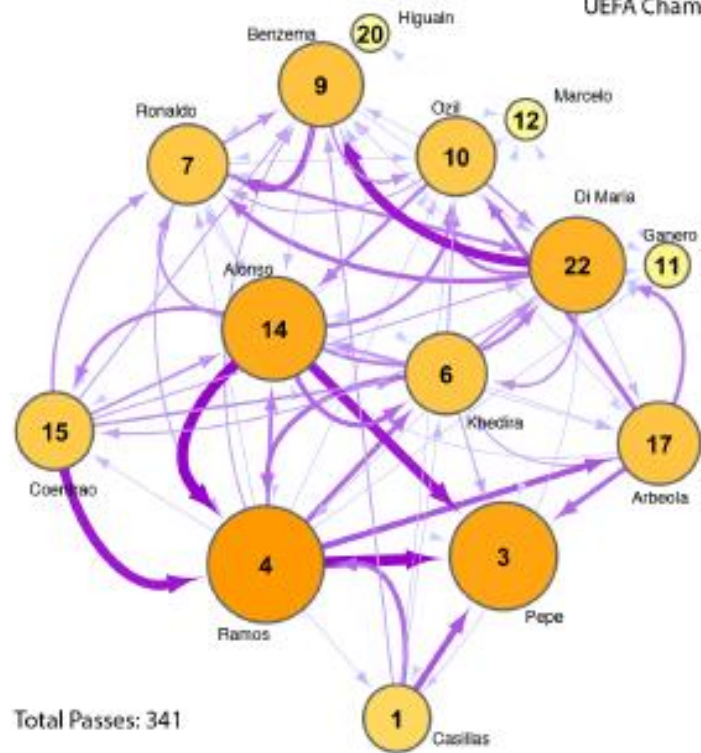 UEFA Cham
Higuain
20
Benzema
9
Ronaldo
7
Ozil
10
Marcelo
12
Di Maria
22
Ganero
11
Alonso
14
6
Khedira
15
Coentrao
17
Arbeola
4
Ramos
3
Pepe
1
Casillas
Total Passes: 341